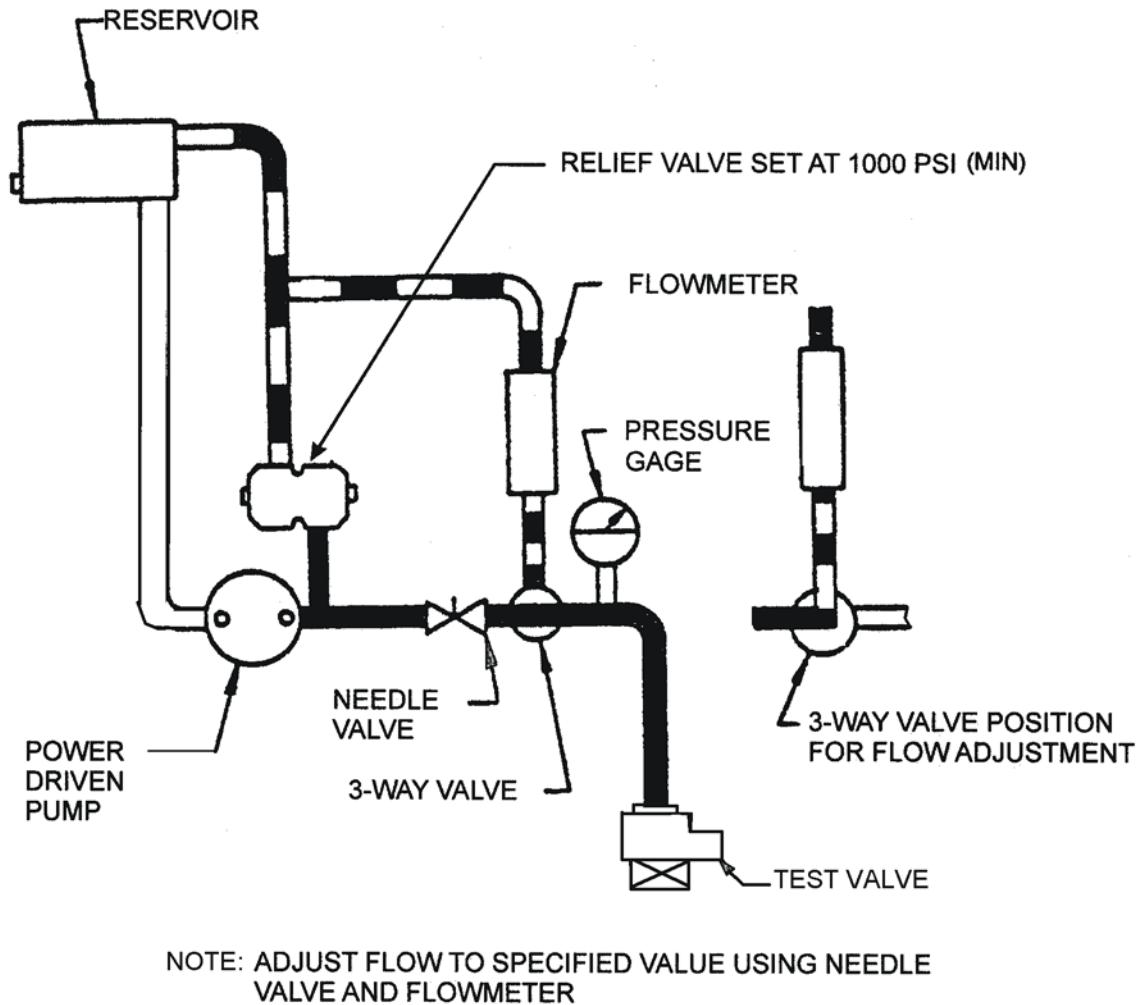 RESERVOIR
RELIEF VALVE SET AT 1000 PSI (MIN)
FLOWMETER
PRESSURE
GAGE
NEEDLE
VALVE
3-WAY VALVE POSITION
FOR FLOW ADJUSTMENT
POWER
DRIVEN
PUMP
3-WAY VALVE
TEST VALVE
NOTE: ADJUST FLOW TO SPECIFIED VALUE USING NEEDLE
VALVE AND FLOWMETER